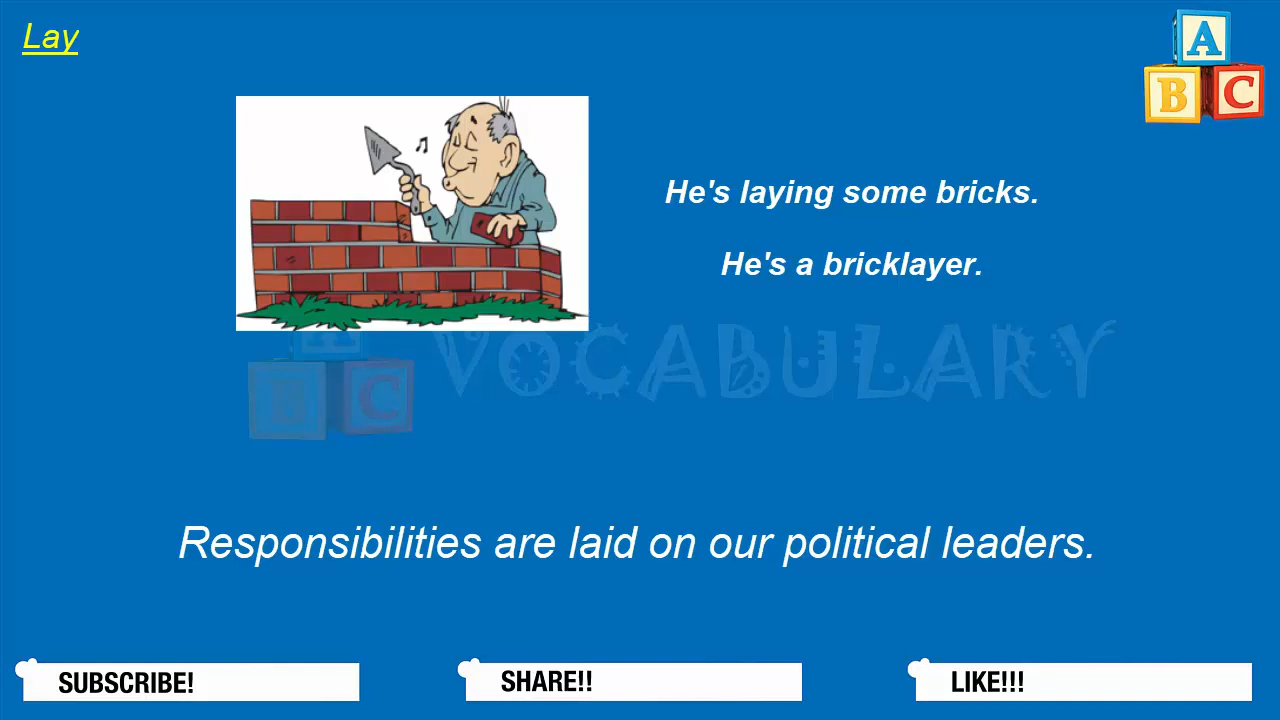 Lay
A
B C
He's laying some bricks.
He's a bricklayer.
A
B C VOCABULARY
Responsibilities are laid on our political leaders.
SUBSCRIBE! SHARE!! LIKE!!!